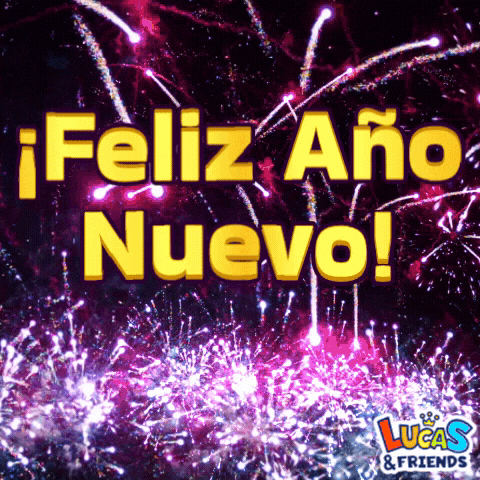 ¡Feliz Año
Nuevo!
LUCAS
& FRIENDS